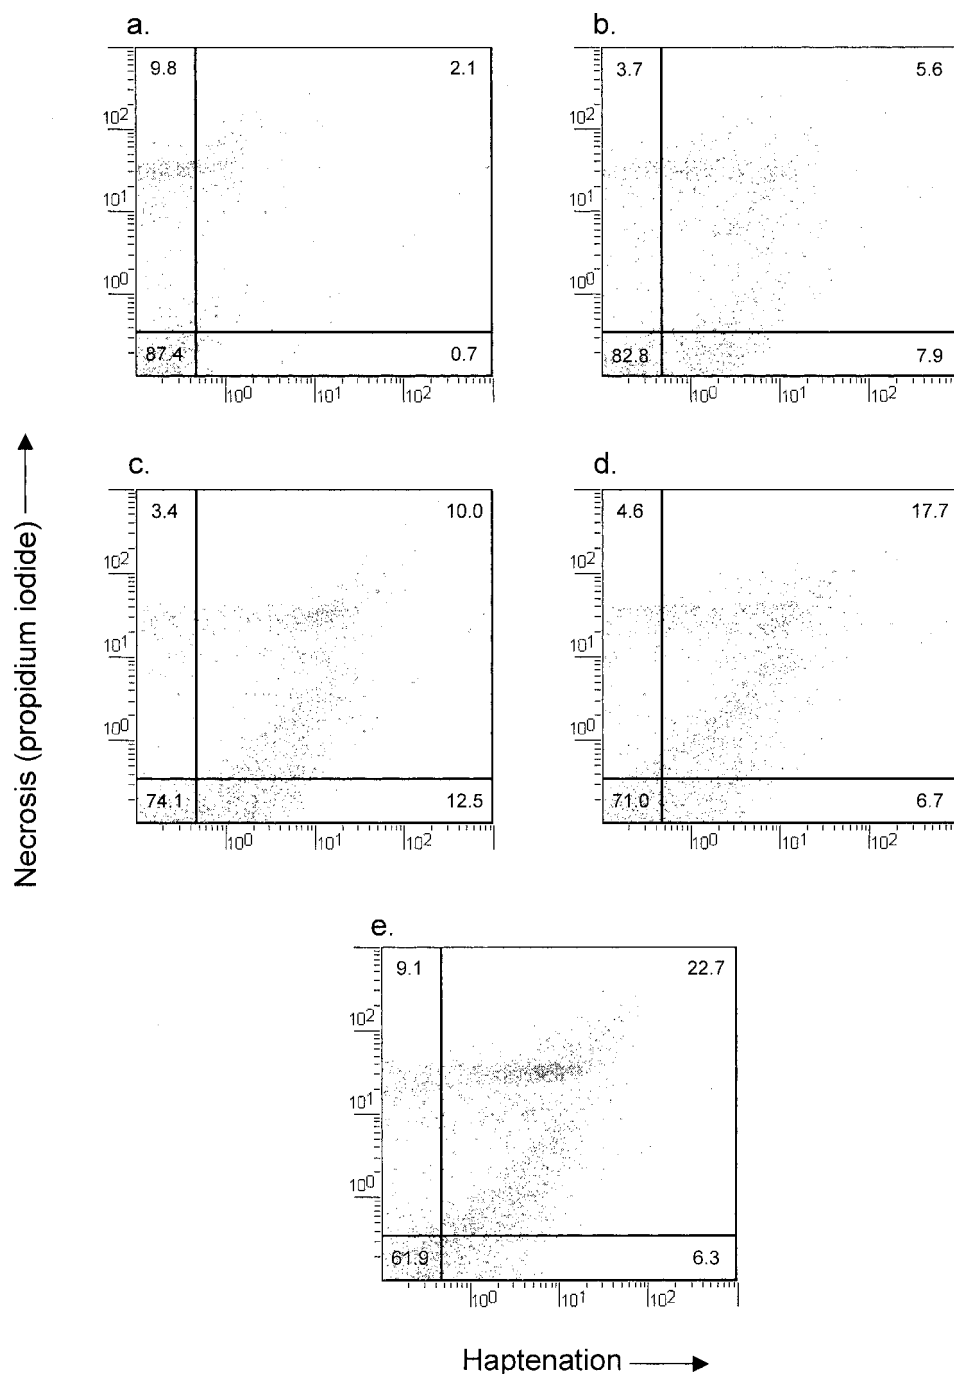 a.
9.8 2.1
10²
10¹
10⁰
87.4 0.7
10⁰ 10¹ 10²
b.
3.7 5.6
10²
10¹
10⁰
82.8 7.9
10⁰ 10¹ 10²
c.
3.4 10.0
10²
10¹
10⁰
74.1 12.5
10⁰ 10¹ 10²
d.
4.6 17.7
10²
10¹
10⁰
71.0 6.7
10⁰ 10¹ 10²
e.
9.1 22.7
10²
10¹
10⁰
61.9 6.3
10⁰ 10¹ 10²
Necrosis (propidium iodide)
Haptenation